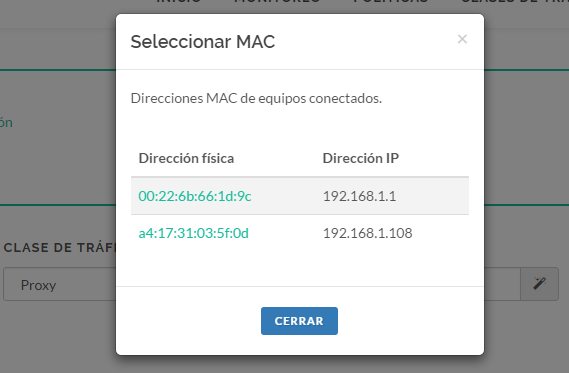 INICIO MONITOREO POLÍTICAS CLASES DE TRÁ
Seleccionar MAC ×
Direcciones MAC de equipos conectados.
ón
Dirección física Dirección IP
00:22:6b:66:1d:9c 192.168.1.1
a4:17:31:03:5f:0d 192.168.1.108
CLASE DE TRÁF
Proxy
CERRAR